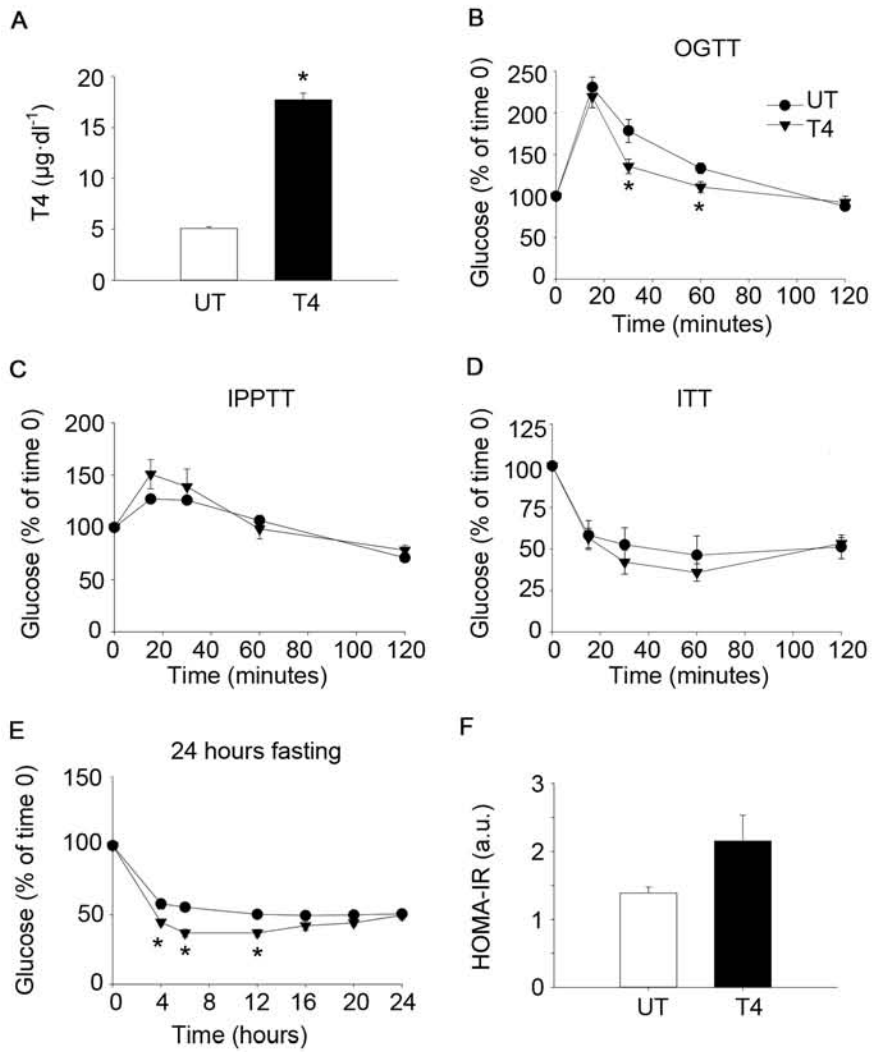 A
T4 (µg·dl-1)
20
15
10
5
0
*
UT
T4
B
OGTT
Glucose (% of time 0)
250
200
150
100
50
0
UT
T4
*
*
0 20 40 60 80 100 120
Time (minutes)
C
IPPTT
Glucose (% of time 0)
200
150
100
50
0
0 20 40 60 80 100 120
Time (minutes)
D
ITT
Glucose (% of time 0)
125
100
75
50
25
0
0 20 40 60 80 100 120
Time (minutes)
E
24 hours fasting
Glucose (% of time 0)
150
100
50
0
* * *
0 4 8 12 16 20 24
Time (hours)
F
HOMA-IR (a.u.)
3
2
1
0
UT
T4